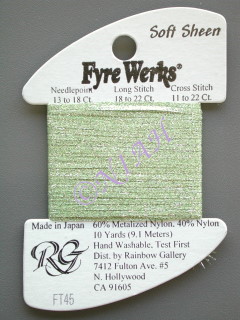 Soft Sheen
Fyre Werks®
Needlepoint Long Stitch Cross Stitch
13 to 18 Ct. 18 to 22 Ct. 11 to 22 Ct.
Made in Japan 60% Metalized Nylon, 40% Nylon
10 Yards (9.1 Meters)
Hand Washable, Test First
Dist. by Rainbow Gallery
7412 Fulton Ave. #5
N. Hollywood
CA 91605
RG
FT45